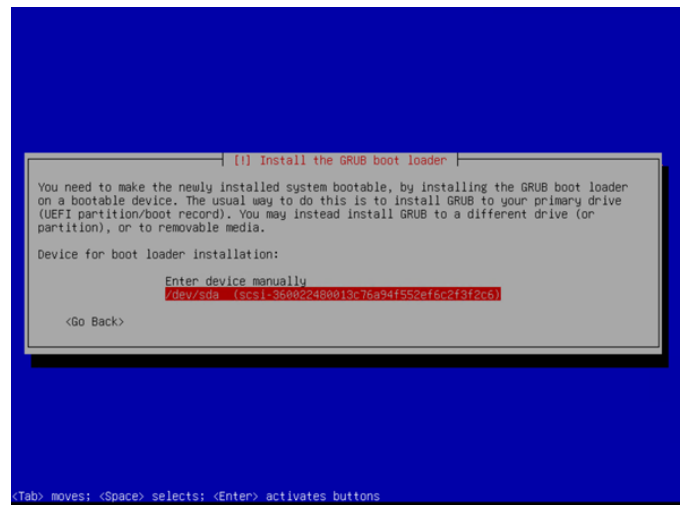 [!] Install the GRUB boot loader
You need to make the newly installed system bootable, by installing the GRUB boot loader
on a bootable device. The usual way to do this is to install GRUB to your primary drive
(UEFI partition/boot record). You may instead install GRUB to a different drive (or
partition), or to removable media.
Device for boot loader installation:
Enter device manually
/dev/sda (scsi-360022480013c76a94f552ef6c2f3f2c6)
<Go Back>
<Tab> moves; <Space> selects; <Enter> activates buttons